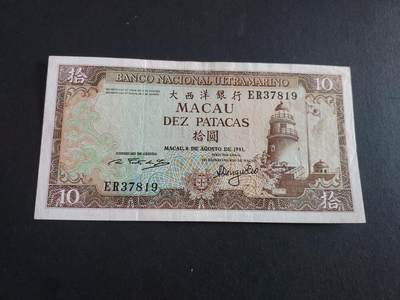 拾 BANCO NACIONAL ULTRAMARINO 10
大西洋銀行 ER37819
MACAU
DEZ PATACAS
拾圓
MACAU, 8 DE AGOSTO DE 1981.
ER37819
10 拾